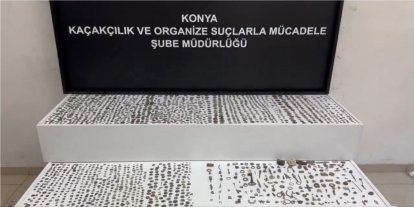 KONYA
KAÇAKÇILIK VE ORGANİZE SUÇLARLA MÜCADELE
ŞUBE MÜDÜRLÜĞÜ